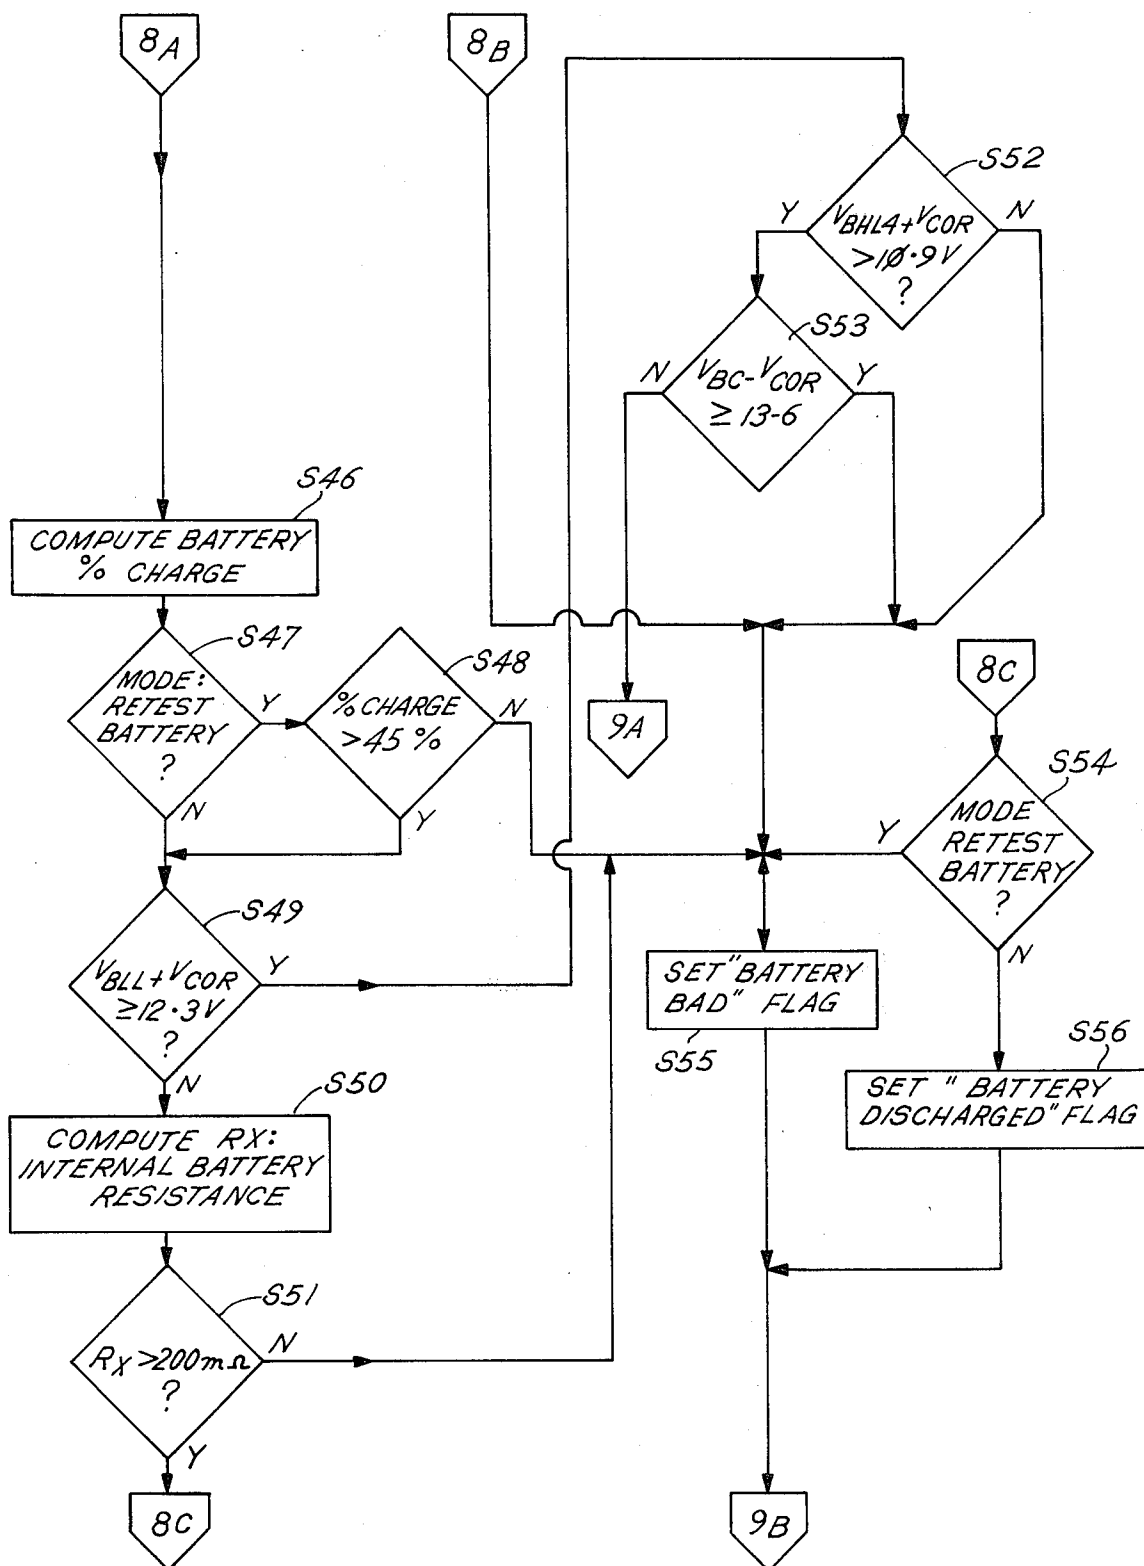 8A
8B
S52
Y
N
VBHL4+VCOR
>1Ø·9V
?
S53
N
Y
VBC-VCOR
≥ 13-6
S46
COMPUTE BATTERY
% CHARGE
S47
MODE:
RETEST
BATTERY
?
Y
N
S48
% CHARGE
>45 %
N
Y
9A
8C
S54
MODE
RETEST
BATTERY
?
Y
N
S49
VBLL+VCOR
≥12·3V
?
Y
N
SET "BATTERY
BAD" FLAG
S55
S56
SET "BATTERY
DISCHARGED" FLAG
S50
COMPUTE RX:
INTERNAL BATTERY
RESISTANCE
S51
RX >200mΩ
?
N
Y
8C
9B